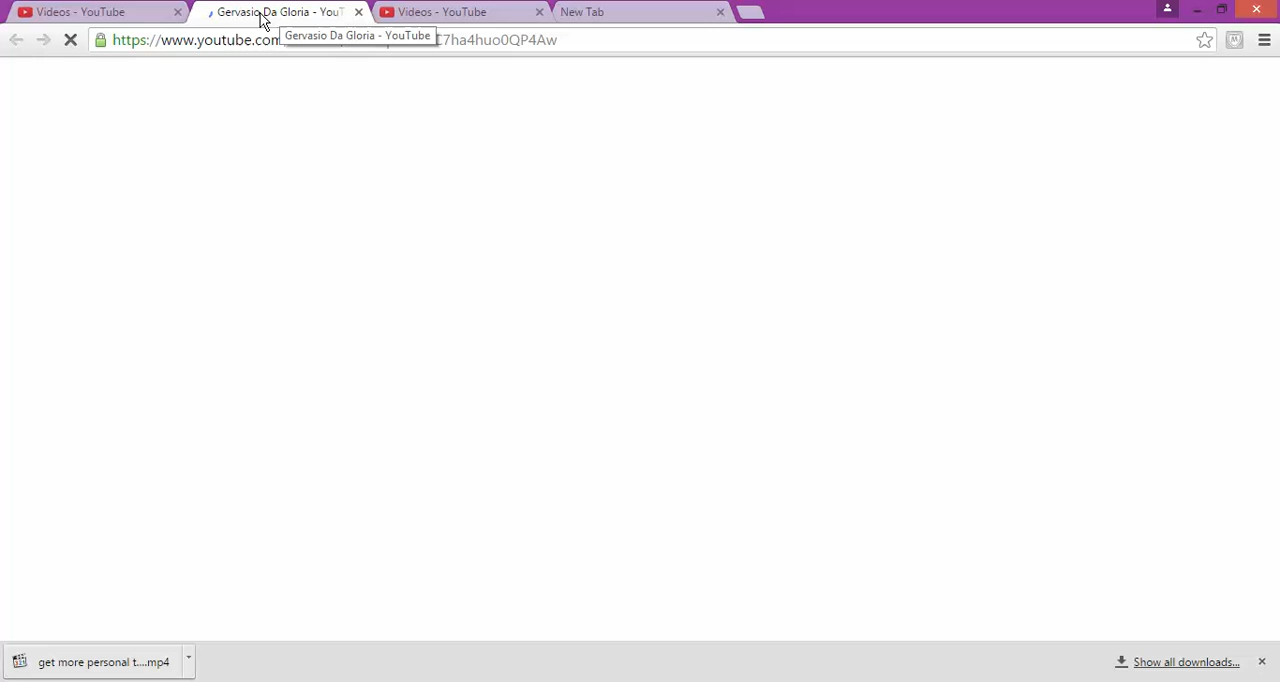 Videos - YouTube
Gervasio Da Gloria - YouT
Videos - YouTube
New Tab
https://www.youtube.com
C7ha4huo0QP4Aw
Gervasio Da Gloria - YouTube
get more personal t....mp4
Show all downloads...